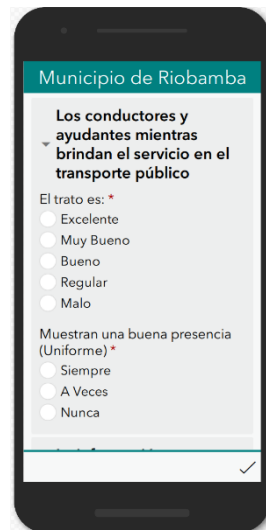 Municipio de Riobamba
Los conductores y
ayudantes mientras
brindan el servicio en el
transporte público
El trato es: *
Excelente
Muy Bueno
Bueno
Regular
Malo
Muestran una buena presencia
(Uniforme) *
Siempre
A Veces
Nunca